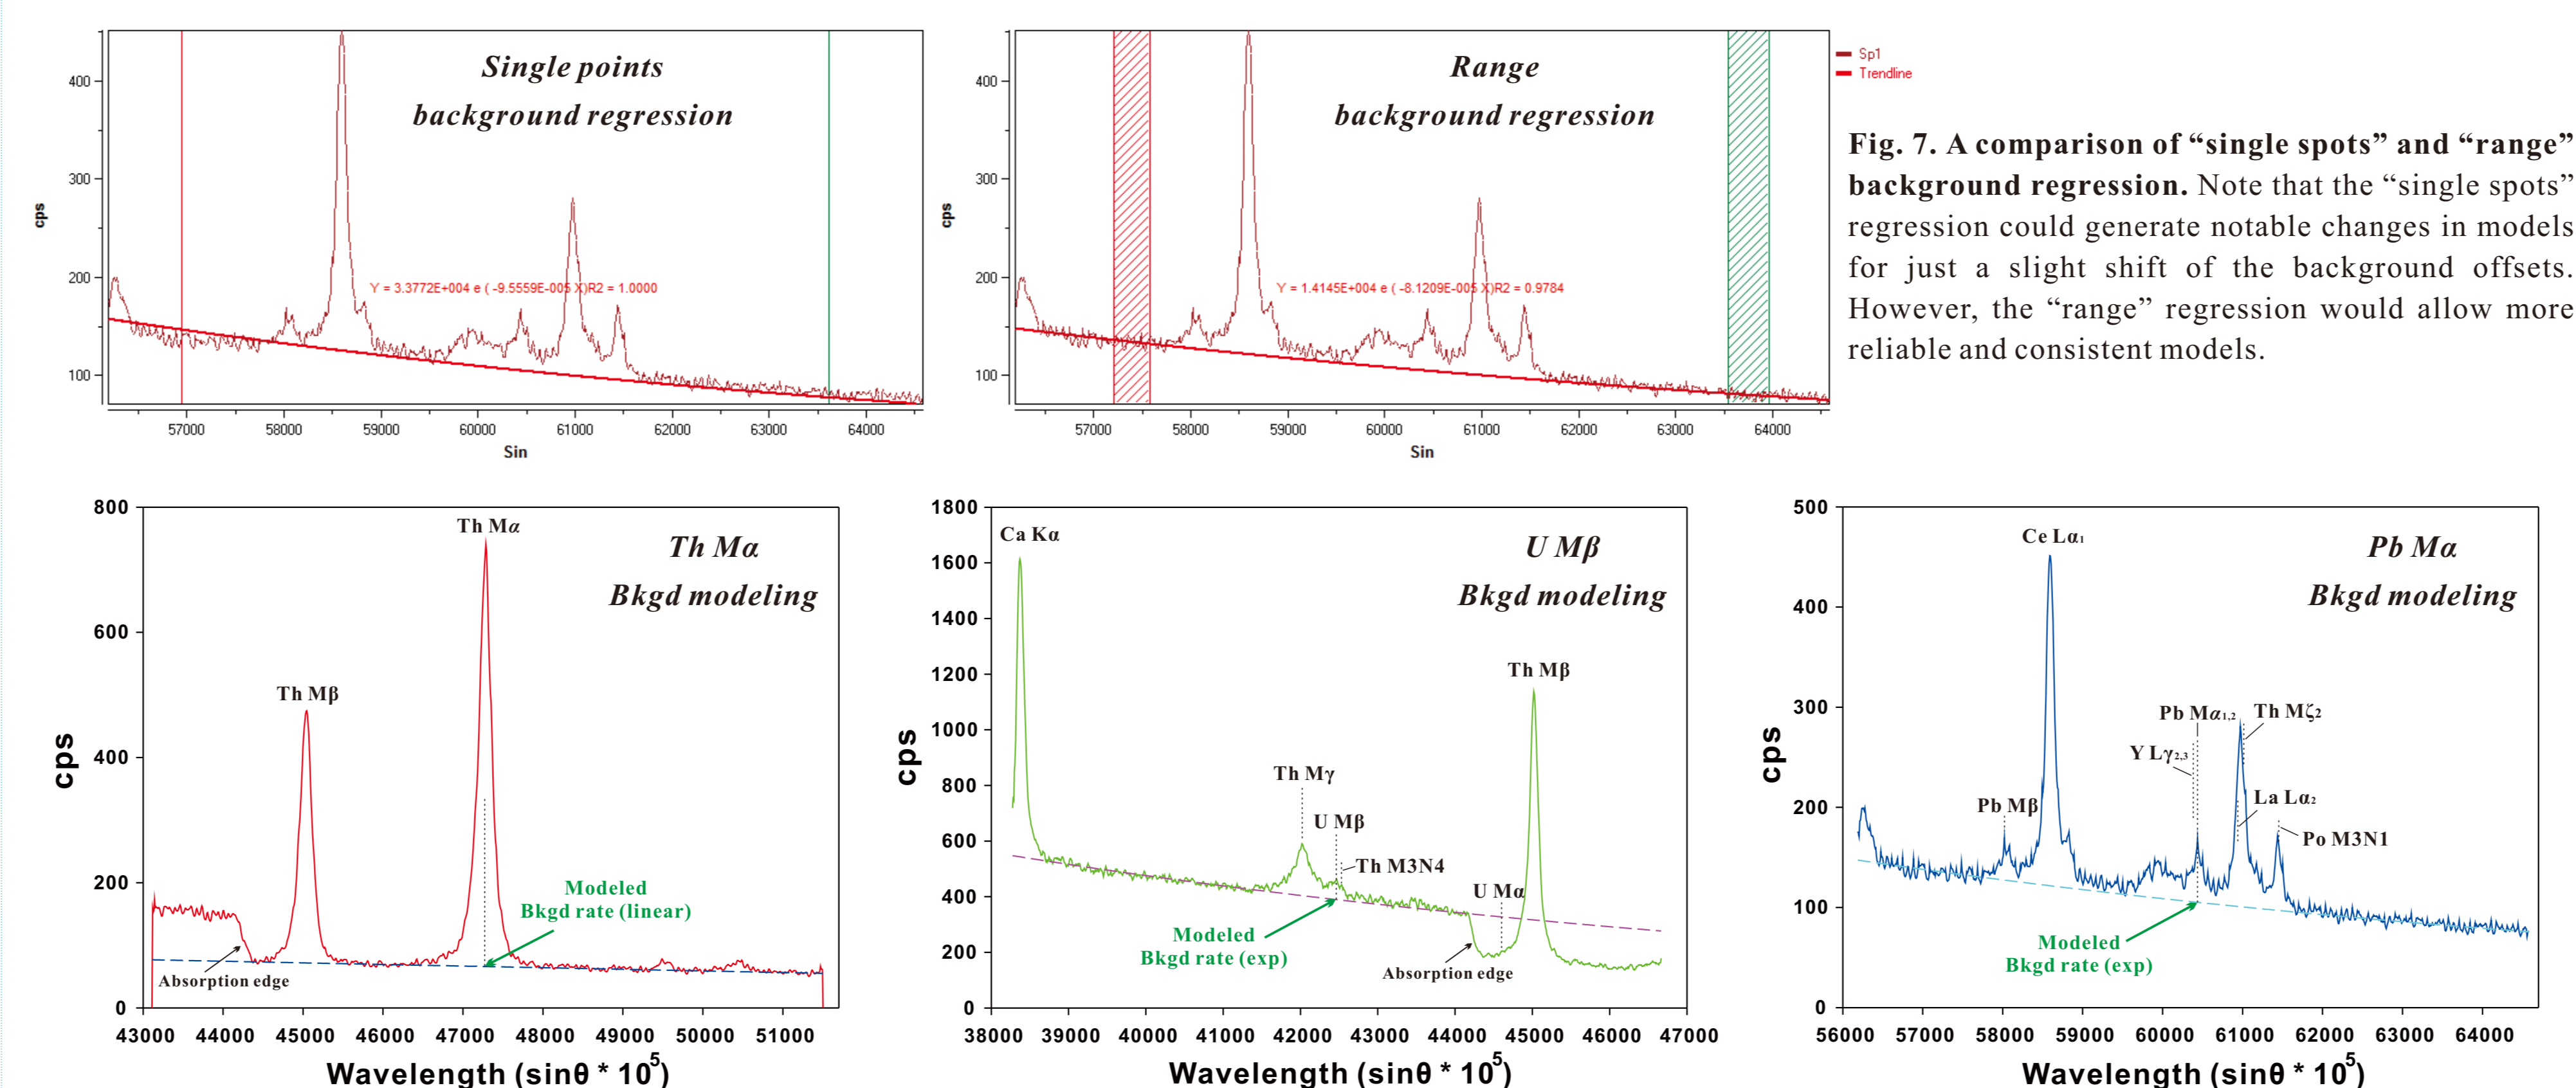 Single points
background regression
400
300
200
100
cps
Y = 3.3772E+004 e ( -9.5559E-005 X)R2 = 1.0000
57000 58000 59000 60000 61000 62000 63000 64000
Sin
Range
background regression
400
300
200
100
cps
Y = 1.4145E+004 e ( -8.1209E-005 X)R2 = 0.9784
57000 58000 59000 60000 61000 62000 63000 64000
Sin
Sp1
Trendline
Fig. 7. A comparison of “single spots” and “range”
background regression. Note that the “single spots”
regression could generate notable changes in models
for just a slight shift of the background offsets.
However, the “range” regression would allow more
reliable and consistent models.
Th Mα
Bkgd modeling
800
600
400
200
0
cps
Th Mα
Th Mβ
Modeled
Bkgd rate (linear)
Absorption edge
43000 44000 45000 46000 47000 48000 49000 50000 51000
Wavelength (sinθ * 10⁵)
U Mβ
Bkgd modeling
1800
1600
1400
1200
1000
800
600
400
200
0
cps
Ca Kα
Th Mβ
Th Mγ
U Mβ
Th M3N4
U Mα
Modeled
Bkgd rate (exp)
Absorption edge
38000 39000 40000 41000 42000 43000 44000 45000 46000 47000
Wavelength (sinθ * 10⁵)
Pb Mα
Bkgd modeling
500
400
300
200
100
0
cps
Ce Lα₁
Pb Mα₁,₂
Th Mζ₂
Y Lγ₂,₃
Pb Mβ
La Lα₂
Po M3N1
Modeled
Bkgd rate (exp)
56000 57000 58000 59000 60000 61000 62000 63000 64000
Wavelength (sinθ * 10⁵)